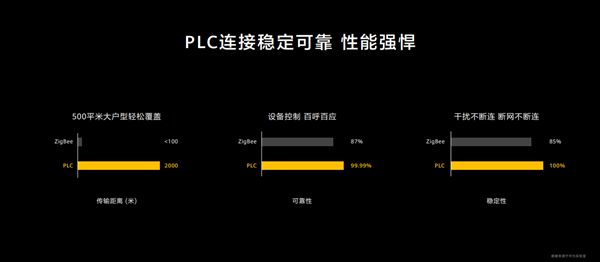 PLC连接稳定可靠 性能强悍
500平米大户型轻松覆盖
ZigBee <100
PLC 2000
传输距离 (米)
设备控制 百呼百应
ZigBee 87%
PLC 99.99%
可靠性
干扰不断连 断网不断连
ZigBee 85%
PLC 100%
稳定性